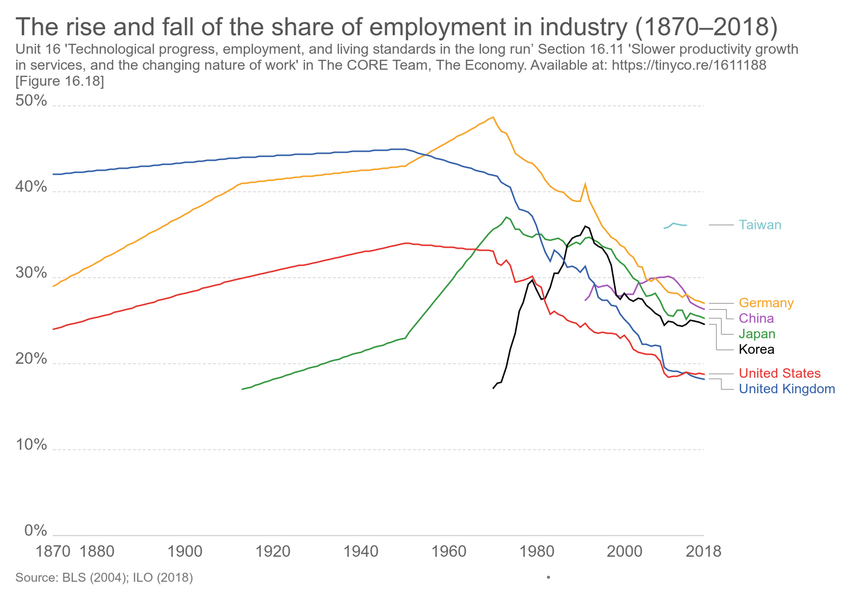 The rise and fall of the share of employment in industry (1870–2018)
Unit 16 'Technological progress, employment, and living standards in the long run' Section 16.11 'Slower productivity growth
in services, and the changing nature of work' in The CORE Team, The Economy. Available at: https://tinyco.re/1611188
[Figure 16.18]
50%
40%
30%
20%
10%
0%
Taiwan
Germany
China
Japan
Korea
United States
United Kingdom
1870 1880 1900 1920 1940 1960 1980 2000 2018
Source: BLS (2004); ILO (2018)